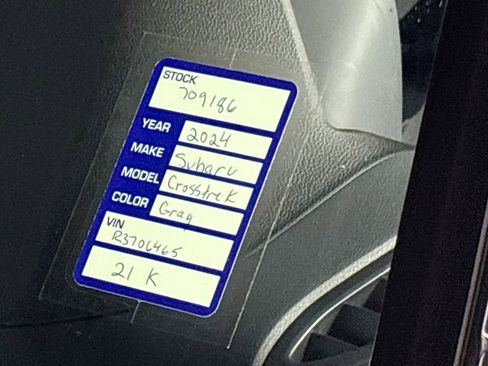 STOCK
709186
YEAR 2024
MAKE Subaru
MODEL Crosstrek
COLOR Gray
VIN
R3706465
21 K